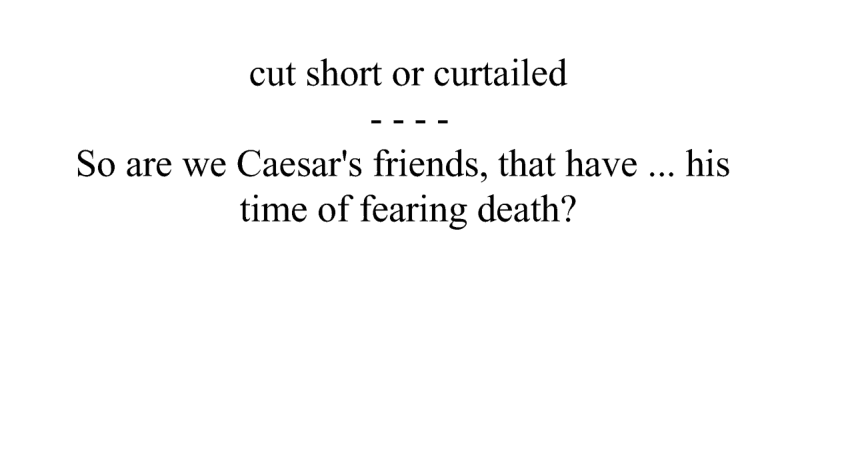 cut short or curtailed
- - - -
So are we Caesar's friends, that have ... his
time of fearing death?